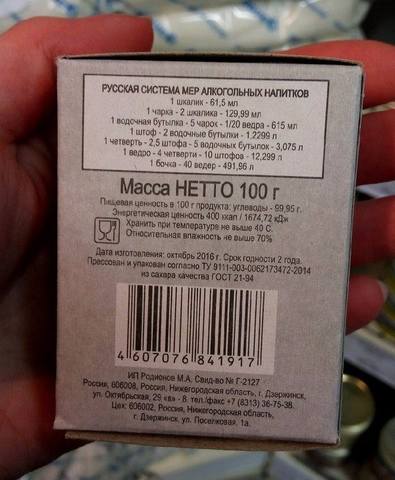 РУССКАЯ СИСТЕМА МЕР АЛКОГОЛЬНЫХ НАПИТКОВ
1 шкалик - 61,5 мл
1 чарка - 2 шкалика - 129,99 мл
1 водочная бутылка - 5 чарок - 1/20 ведра - 615 мл
1 штоф - 2 водочные бутылки - 1,2299 л
1 четверть - 2,5 штофа - 5 водочных бутылок - 3,075 л
1 ведро - 4 четверти - 10 штофов - 12,299 л
1 бочка - 40 ведер - 491,96 л
Масса НЕТТО 100 г
Пищевая ценность в 100 г продукта: углеводы - 99,95 г.
Энергетическая ценность 400 ккал / 1674,72 кДж
Хранить при температуре не выше 40 С.
Относительная влажность не выше 70%
Дата изготовления: октябрь 2016 г. Срок годности 2 года.
Прессован и упакован согласно ТУ 9111-003-0062173472-2014
из сахара качества ГОСТ 21-94
4 607076 841917
ИП Родионов М.А. Свид-во № Г-2127
Россия, 606008, Россия, Нижегородская область, г. Дзержинск,
ул. Октябрьская, 29 «в» - 8. тел./факс +7 (8313) 36-75-38.
Цех: 606002, Россия, Нижегородская область,
г. Дзержинск, ул. Поселковая, 1а.